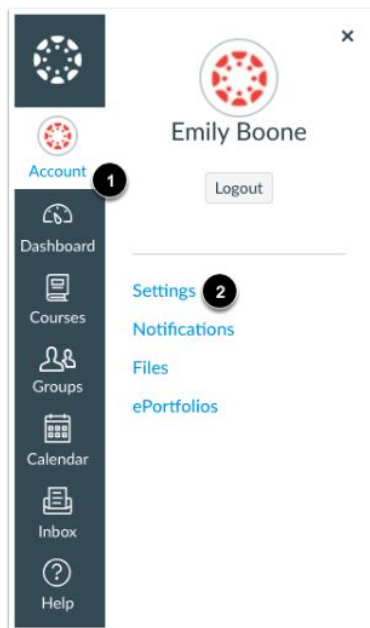 ×
Emily Boone
Logout
Account
1
Dashboard
Courses
Groups
Calendar
Inbox
?
Help
Settings 2
Notifications
Files
ePortfolios